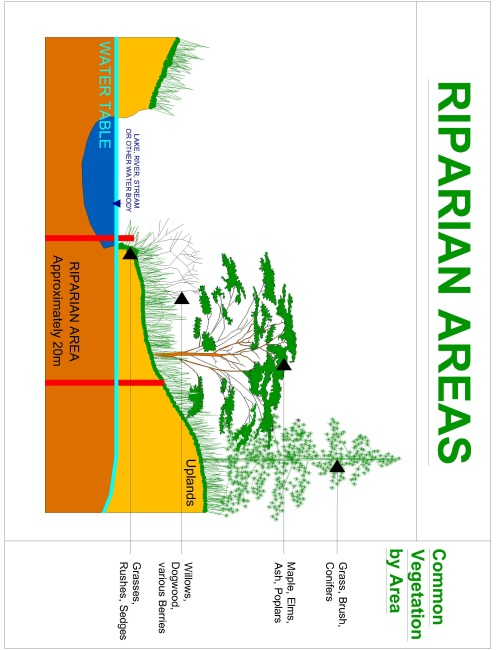 RIPARIAN AREAS
Common
Vegetation
by Area
Grass, Brush,
Conifers
Maple, Elms,
Ash, Poplars
Willows,
Dogwood,
various Berries
Grasses,
Rushes, Sedges
Uplands
LAKE, RIVER, STREAM
OR OTHER WATER BODY
WATER TABLE
RIPARIAN AREA
Approximately 20m